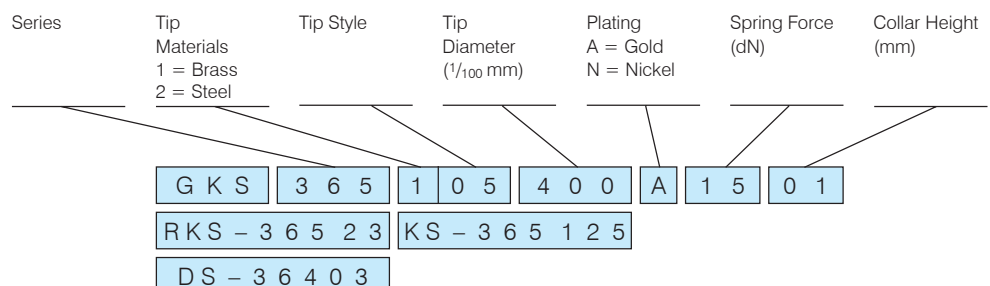 Series
Tip Materials
1 = Brass
2 = Steel
Tip Style
Tip Diameter
(1/100 mm)
Plating
A = Gold
N = Nickel
Spring Force
(dN)
Collar Height
(mm)
G K S 3 6 5 1 0 5 4 0 0 A 1 5 0 1
R K S – 3 6 5 2 3 K S – 3 6 5 1 2 5
D S – 3 6 4 0 3